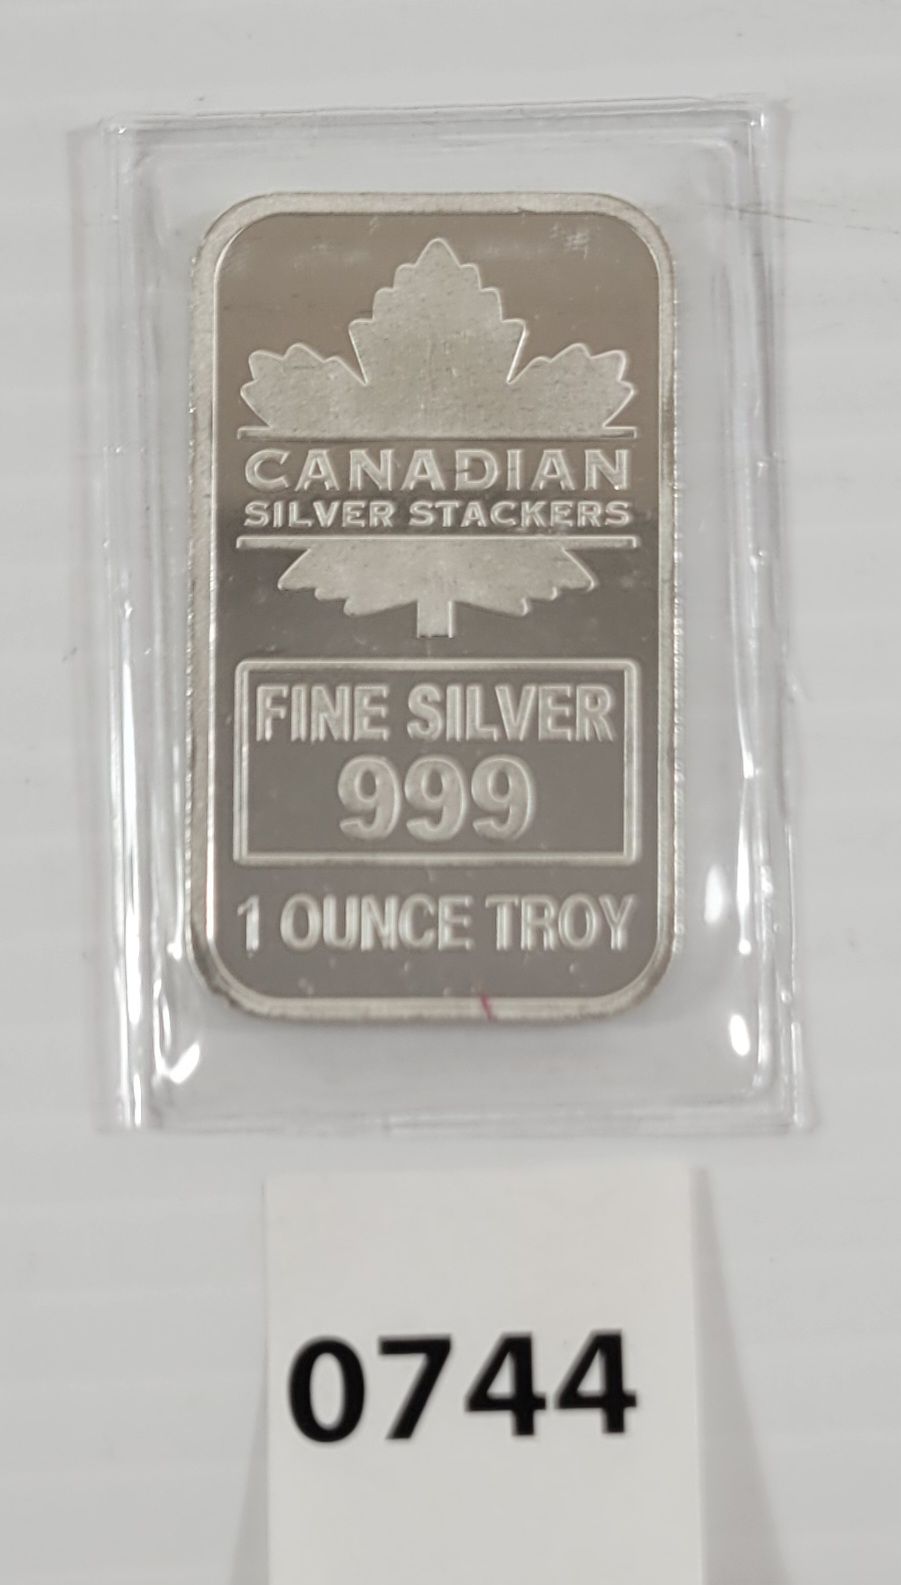 CANADIAN
SILVER STACKERS
FINE SILVER
999
1 OUNCE TROY
0744